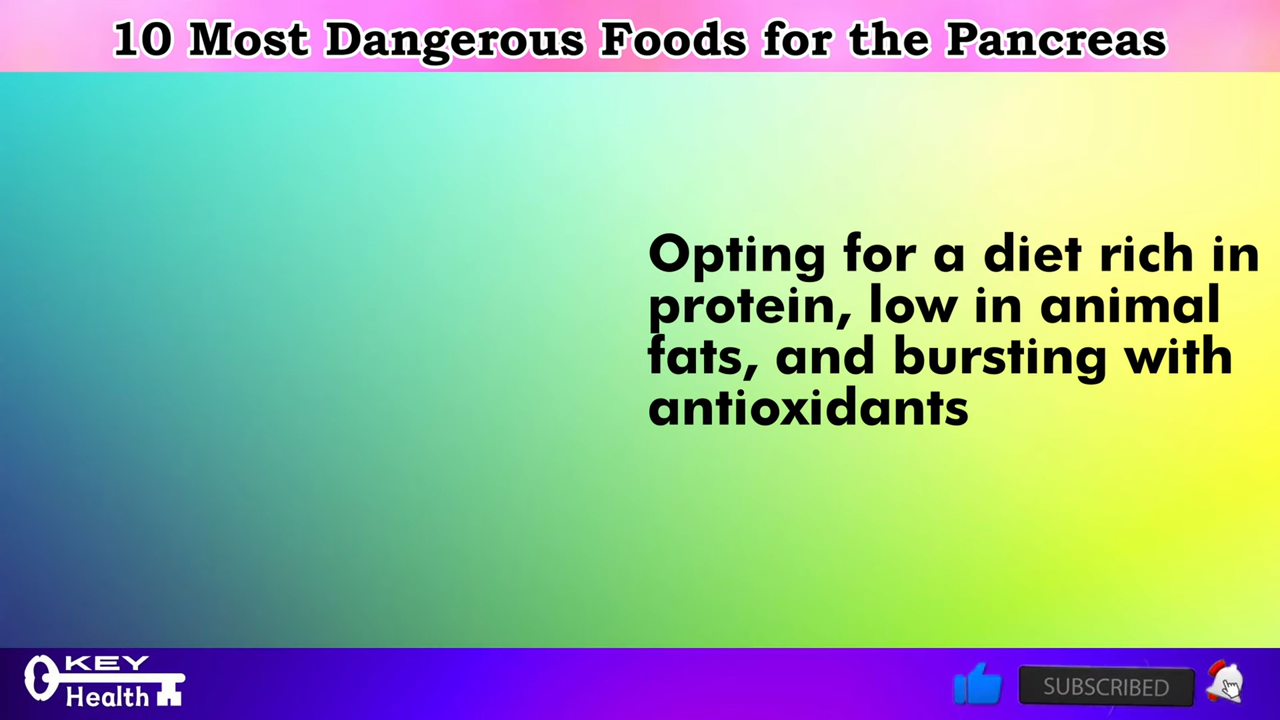 10 Most Dangerous Foods for the Pancreas
Opting for a diet rich in
protein, low in animal
fats, and bursting with
antioxidants
KEY
Health
SUBSCRIBED